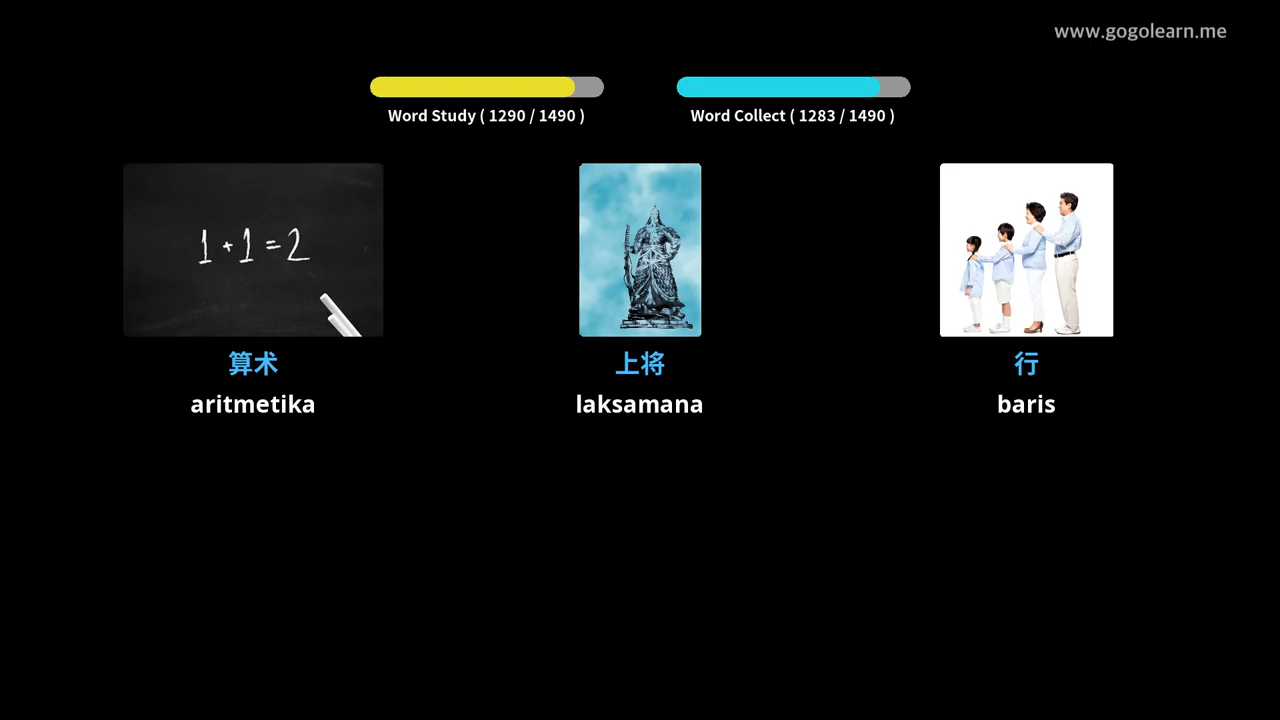 www.gogolearn.me
Word Study ( 1290 / 1490 )
Word Collect ( 1283 / 1490 )
1 + 1 = 2
算术
上将
行
aritmetika
laksamana
baris